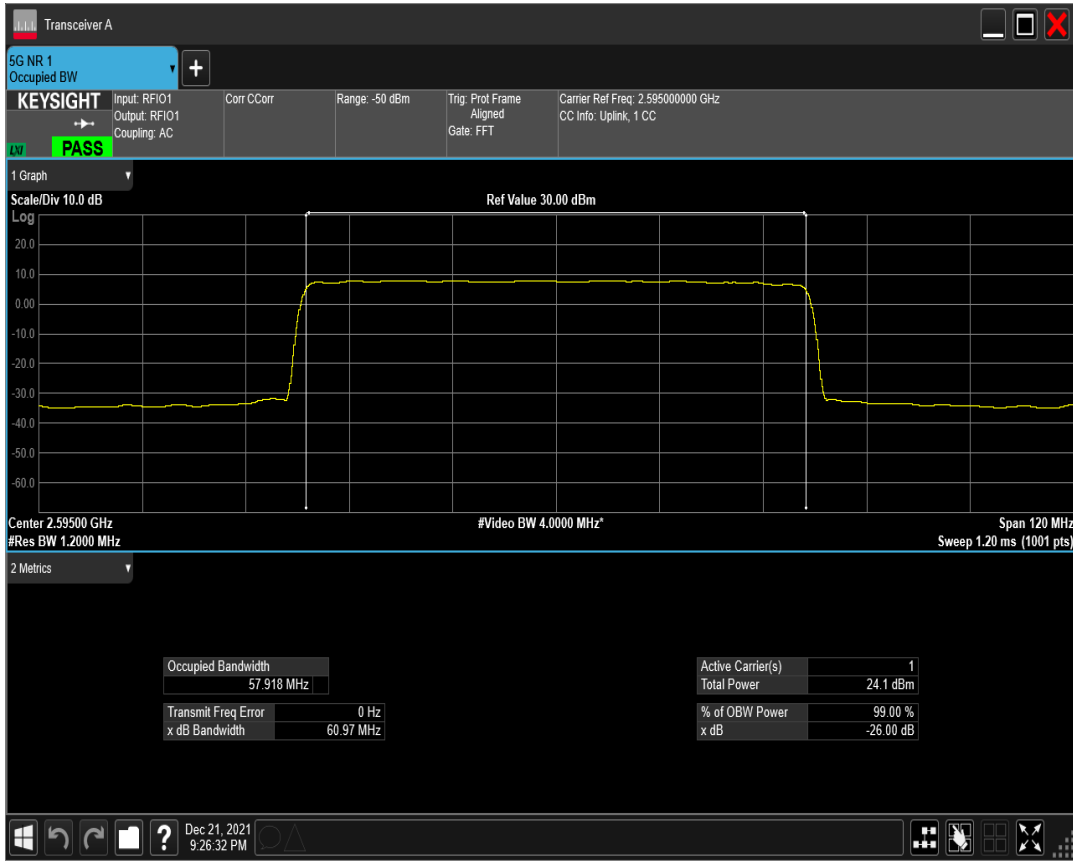 Transceiver A
5G NR 1
Occupied BW
KEYSIGHT
LXI
PASS
Input: RFIO1
Output: RFIO1
Coupling: AC
Corr CCorr
Range: -50 dBm
Trig: Prot Frame
Aligned
Gate: FFT
Carrier Ref Freq: 2.595000000 GHz
CC Info: Uplink, 1 CC
1 Graph
Scale/Div 10.0 dB
Ref Value 30.00 dBm
Log
20.0
10.0
0.00
-10.0
-20.0
-30.0
-40.0
-50.0
-60.0
Center 2.59500 GHz
#Video BW 4.0000 MHz*
Span 120 MHz
#Res BW 1.2000 MHz
Sweep 1.20 ms (1001 pts)
2 Metrics
Occupied Bandwidth
57.918 MHz
Transmit Freq Error 0 Hz
x dB Bandwidth 60.97 MHz
Active Carrier(s) 1
Total Power 24.1 dBm
% of OBW Power 99.00 %
x dB -26.00 dB
?
Dec 21, 2021
9:26:32 PM